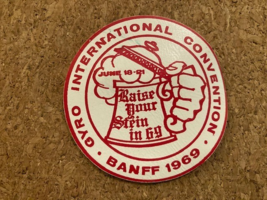 GYRO · INTERNATIONAL CONVENTION ·
JUNE 18-21
Raise
Your
Stein
in 69
BANFF 1969